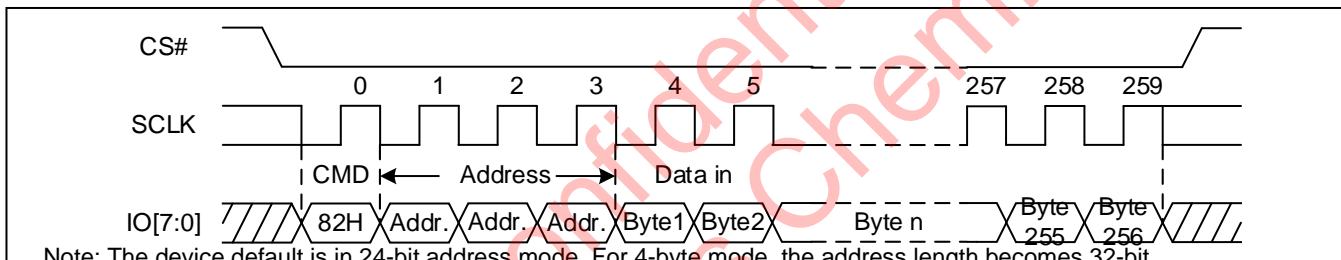 CS#
0 1 2 3 4 5 257 258 259
SCLK
CMD Address Data in
IO[7:0] 82H Addr. Addr. Addr. Byte1 Byte2 Byte n Byte 255 Byte 256
Note: The device default is in 24-bit address mode. For 4-byte mode, the address length becomes 32-bit